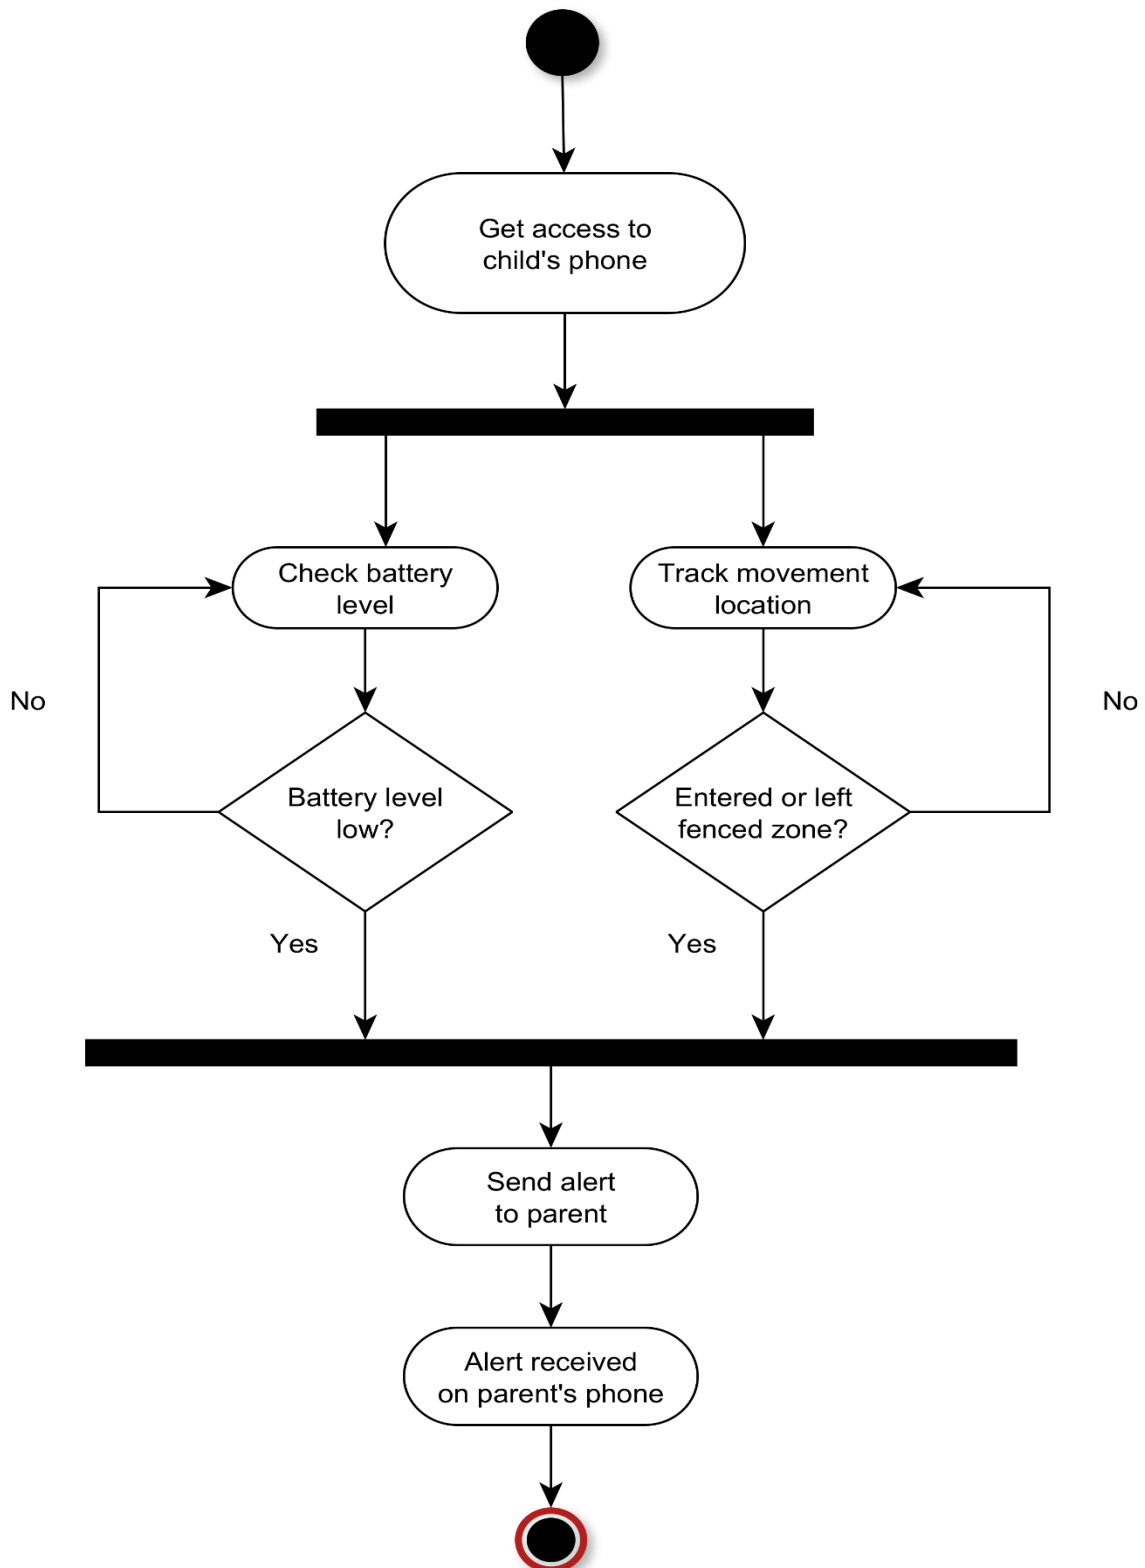 Get access to
child's phone
Check battery
level
Track movement
location
No
No
Battery level
low?
Entered or left
fenced zone?
Yes
Yes
Send alert
to parent
Alert received
on parent's phone